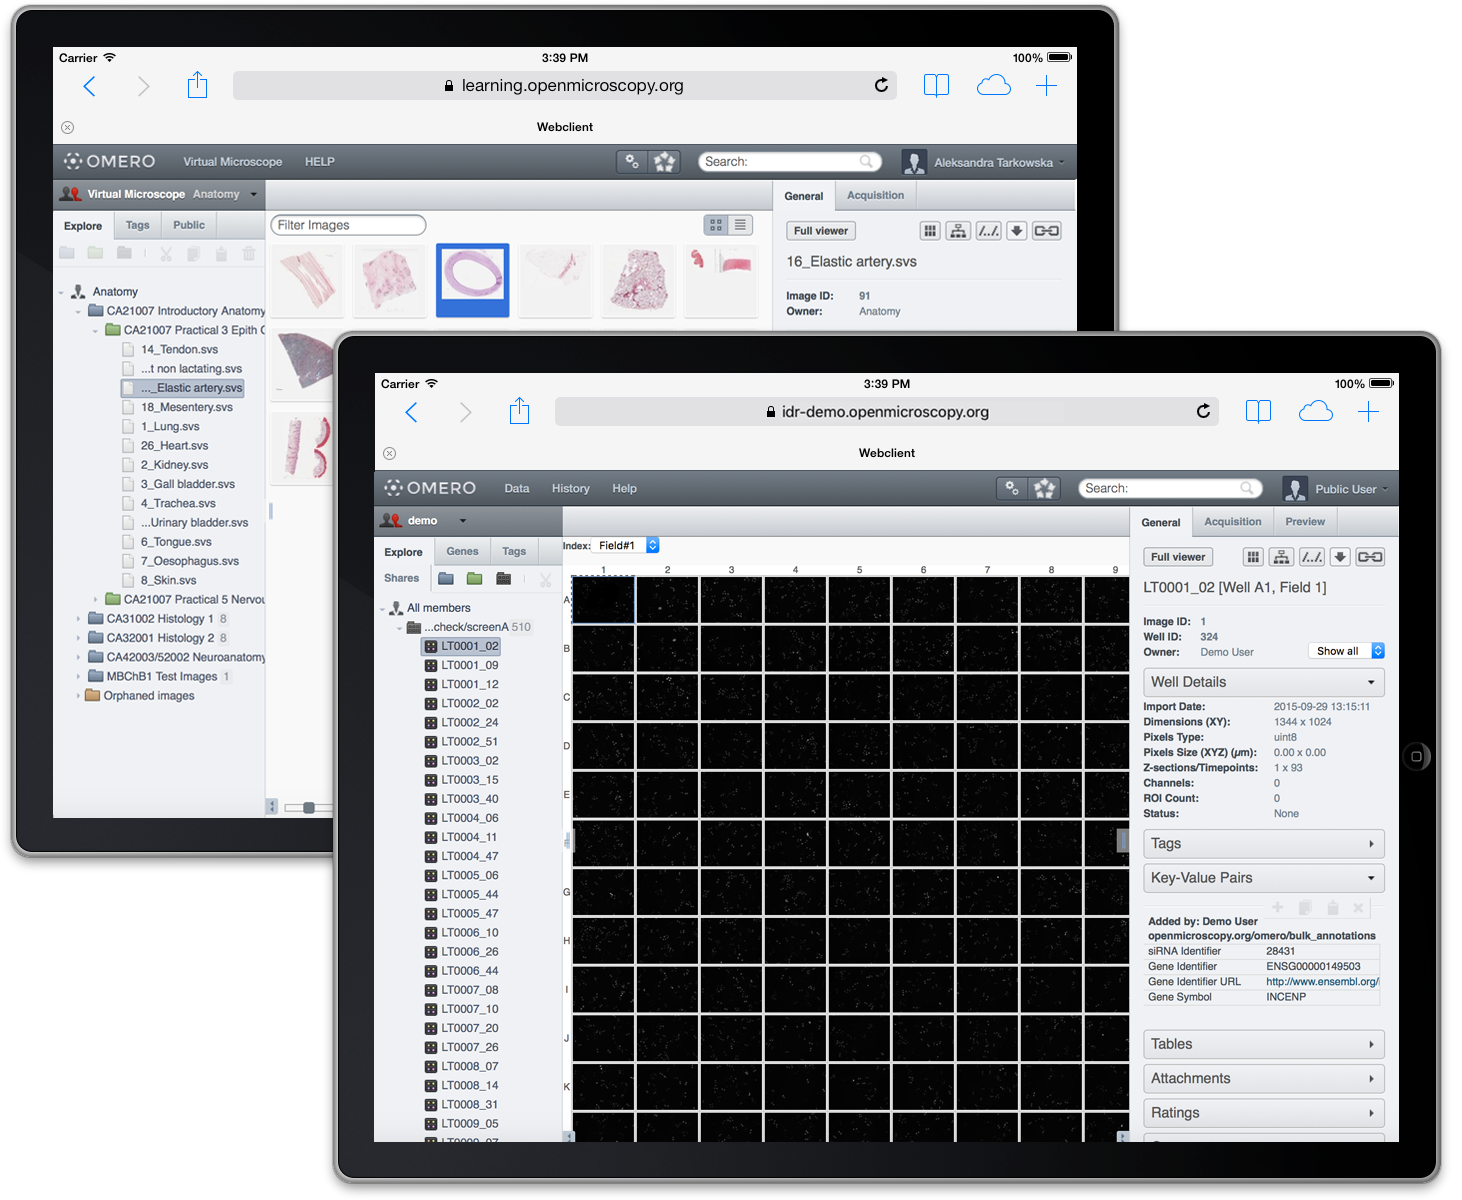 Carrier
3:39 PM
100%
learning.openmicroscopy.org
Webclient
OMERO Virtual Microscope HELP
Search:
Aleksandra Tarkowska
Virtual Microscope Anatomy
General Acquisition
Explore Tags Public
Filter Images
Full viewer
16_Elastic artery.svs
Image ID: 91
Owner: Anatomy
Anatomy
CA21007 Introductory Anatomy
CA21007 Practical 3 Epith C
14_Tendon.svs
...t non lactating.svs
..._Elastic artery.svs
18_Mesentery.svs
1_Lung.svs
26_Heart.svs
2_Kidney.svs
3_Gall bladder.svs
4_Trachea.svs
...Urinary bladder.svs
6_Tongue.svs
7_Oesophagus.svs
8_Skin.svs
CA21007 Practical 5 Nervou
CA31002 Histology 1 8
CA32001 Histology 2 8
CA42003/52002 Neuroanatomy
MBChB1 Test Images 1
Orphaned images
Carrier
3:39 PM
100%
idr-demo.openmicroscopy.org
Webclient
OMERO Data History Help
Search:
Public User
demo
General Acquisition Preview
Explore Genes Tags
Shares
Index: Field#1
1 2 3 4 5 6 7 8 9
A
B
C
D
E
G
H
I
J
K
All members
...check/screenA 510
LT0001_02
LT0001_09
LT0001_12
LT0002_02
LT0002_24
LT0002_51
LT0003_02
LT0003_15
LT0003_40
LT0004_06
LT0004_11
LT0004_47
LT0005_06
LT0005_44
LT0005_47
LT0006_10
LT0006_26
LT0006_44
LT0007_08
LT0007_10
LT0007_20
LT0007_26
LT0008_07
LT0008_14
LT0008_31
LT0009_05
Full viewer
LT0001_02 [Well A1, Field 1]
Image ID: 1
Well ID: 324
Owner: Demo User
Show all
Well Details
Import Date: 2015-09-29 13:15:11
Dimensions (XY): 1344 x 1024
Pixels Type: uint8
Pixels Size (XYZ) (µm): 0.00 x 0.00
Z-sections/Timepoints: 1 x 93
Channels: 0
ROI Count: 0
Status: None
Tags
Key-Value Pairs
Added by: Demo User
openmicroscopy.org/omero/bulk_annotations
siRNA Identifier 28431
Gene Identifier ENSG00000149503
Gene Identifier URL http://www.ensembl.org/
Gene Symbol INCENP
Tables
Attachments
Ratings